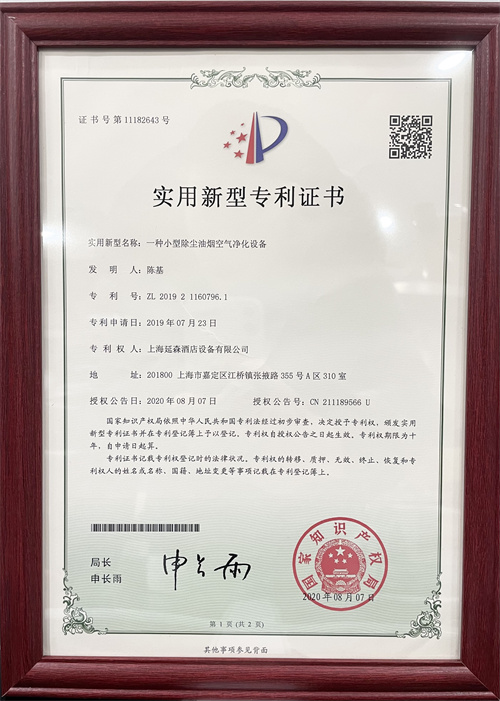 证书号第11182643号
实用新型专利证书
实用新型名称：一种小型除尘油烟空气净化设备
发明人：陈基
专利号：ZL 2019 2 1160796.1
专利申请日：2019年07月23日
专利权人：上海延森酒店设备有限公司
地址：201800 上海市嘉定区江桥镇张掖路355号A区310室
授权公告日：2020年08月07日 授权公告号：CN 211189566 U
国家知识产权局依照中华人民共和国专利法经过初步审查，决定授予专利权，颁发实用
新型专利证书并在专利登记簿上予以登记。专利权自授权公告之日起生效。专利权期限为十
年，自申请日起算。
专利证书记载专利权登记时的法律状况。专利权的转移、质押、无效、终止、恢复和专
利权人的姓名或名称、国籍、地址变更等事项记载在专利登记簿上。
局长
申长雨
申长雨
国家知识产权局
2020年08月07日
第1页（共2页）
其他事项参见背面